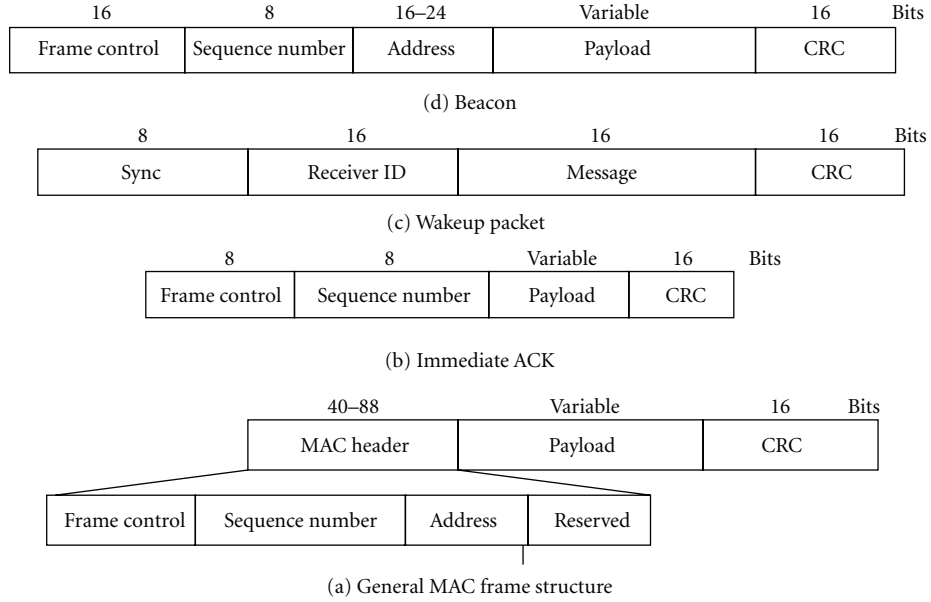 16 8 16–24 Variable 16 Bits
Frame control Sequence number Address Payload CRC
(d) Beacon
8 16 16 16 Bits
Sync Receiver ID Message CRC
(c) Wakeup packet
8 8 Variable 16 Bits
Frame control Sequence number Payload CRC
(b) Immediate ACK
40–88 Variable 16 Bits
MAC header Payload CRC
Frame control Sequence number Address Reserved
(a) General MAC frame structure